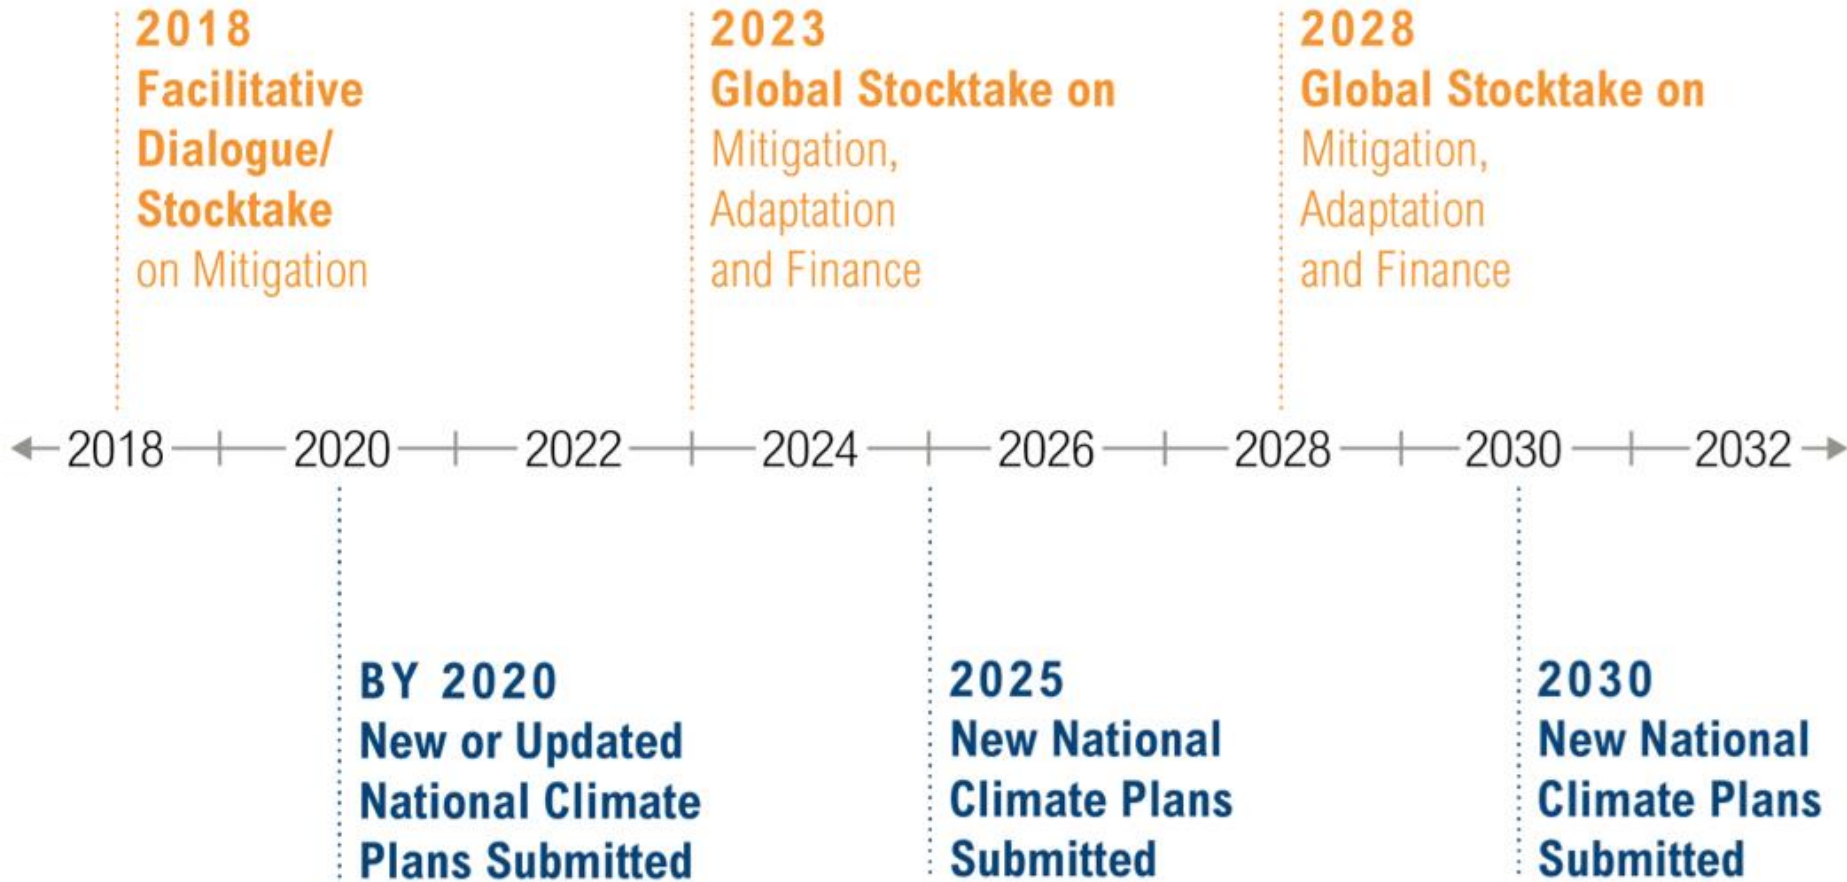 2018
Facilitative
Dialogue/
Stocktake
on Mitigation
2023
Global Stocktake on
Mitigation,
Adaptation
and Finance
2028
Global Stocktake on
Mitigation,
Adaptation
and Finance
2018 2020 2022 2024 2026 2028 2030 2032
BY 2020
New or Updated
National Climate
Plans Submitted
2025
New National
Climate Plans
Submitted
2030
New National
Climate Plans
Submitted